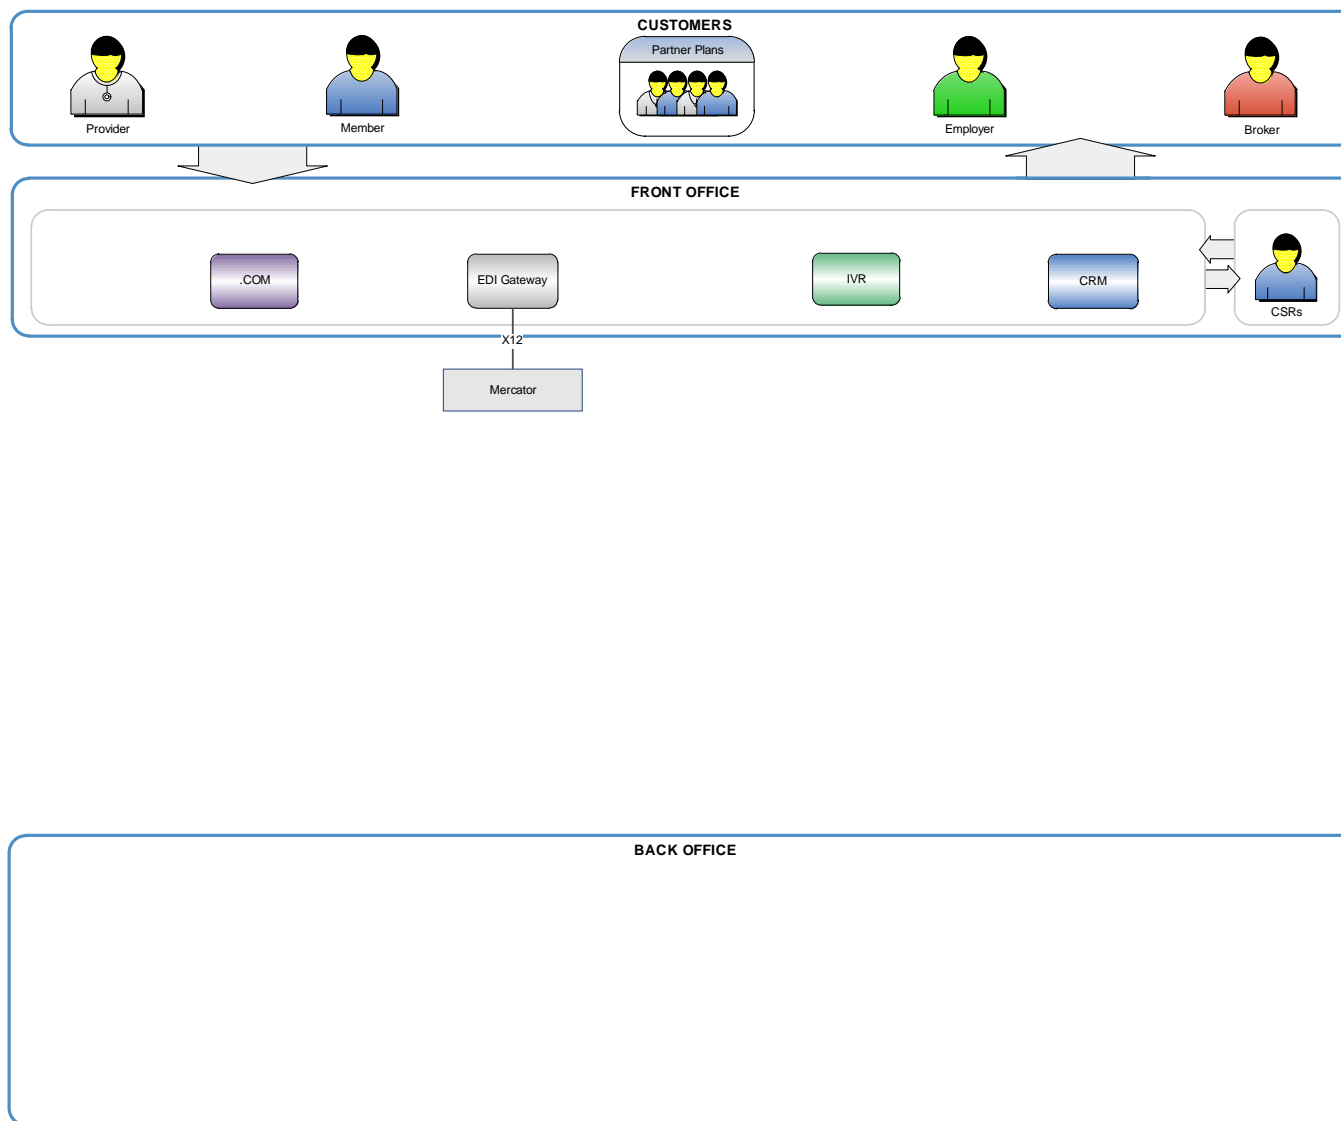 CUSTOMERS
Partner Plans
Provider
Member
Employer
Broker
FRONT OFFICE
.COM
EDI Gateway
IVR
CRM
CSRs
X12
Mercator
BACK OFFICE